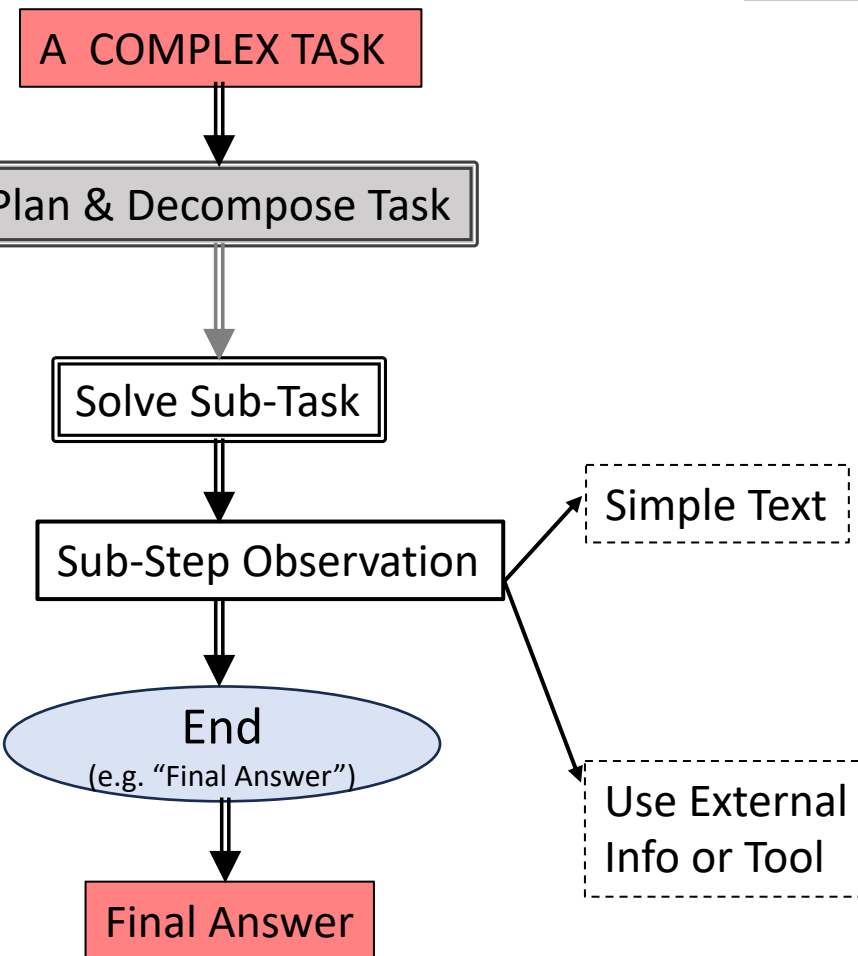 A COMPLEX TASK
Plan & Decompose Task
Solve Sub-Task
Sub-Step Observation
Simple Text
End
(e.g. “Final Answer”)
Use External
Info or Tool
Final Answer